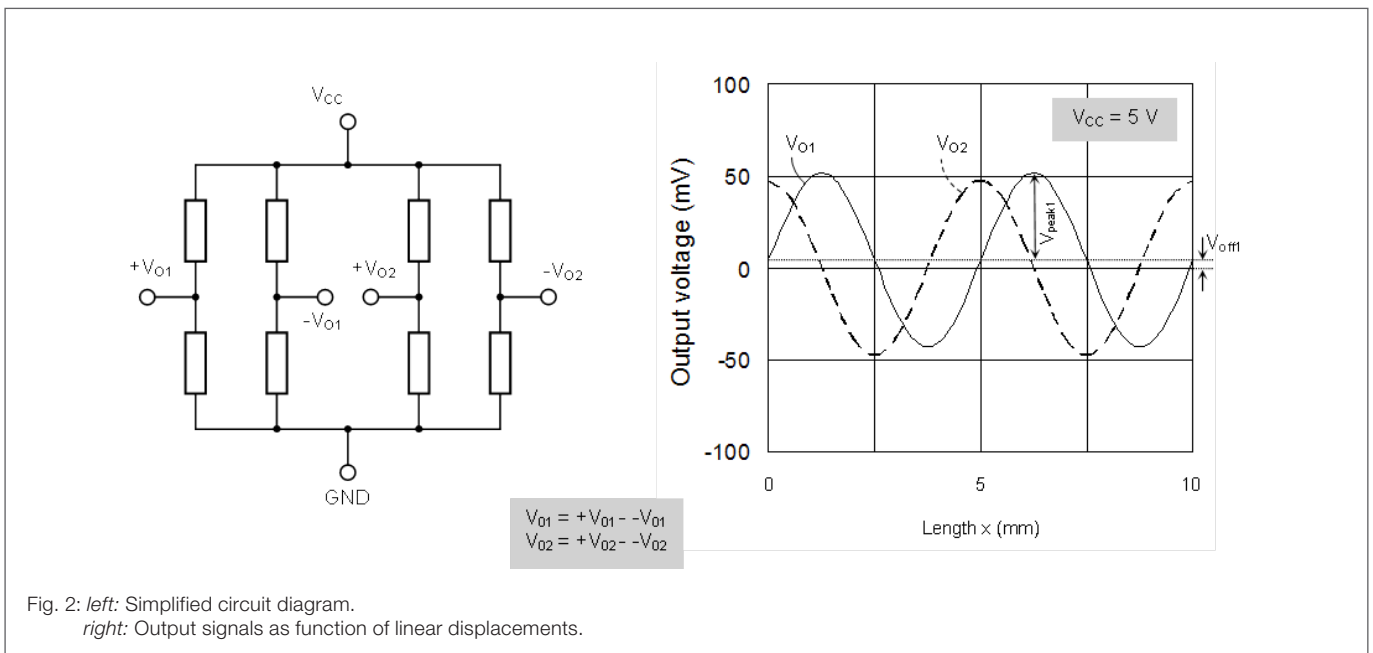 VCC
+VO1
-VO1
+VO2
-VO2
GND
V01 = +V01 - -V01
V02 = +V02 - -V02
VCC = 5 V
VO1
VO2
Vpeak1
Voff1
Output voltage (mV)
100
50
0
-50
-100
0
5
10
Length x (mm)
Fig. 2: left: Simplified circuit diagram.
right: Output signals as function of linear displacements.